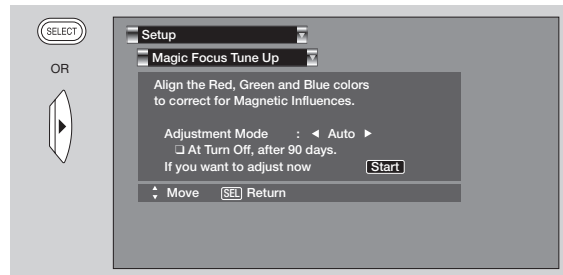 SELECT
OR
Setup
Magic Focus Tune Up
Align the Red, Green and Blue colors
to correct for Magnetic Influences.
Adjustment Mode : ◄ Auto ►
❏ At Turn Off, after 90 days.
If you want to adjust now Start
Move SEL Return